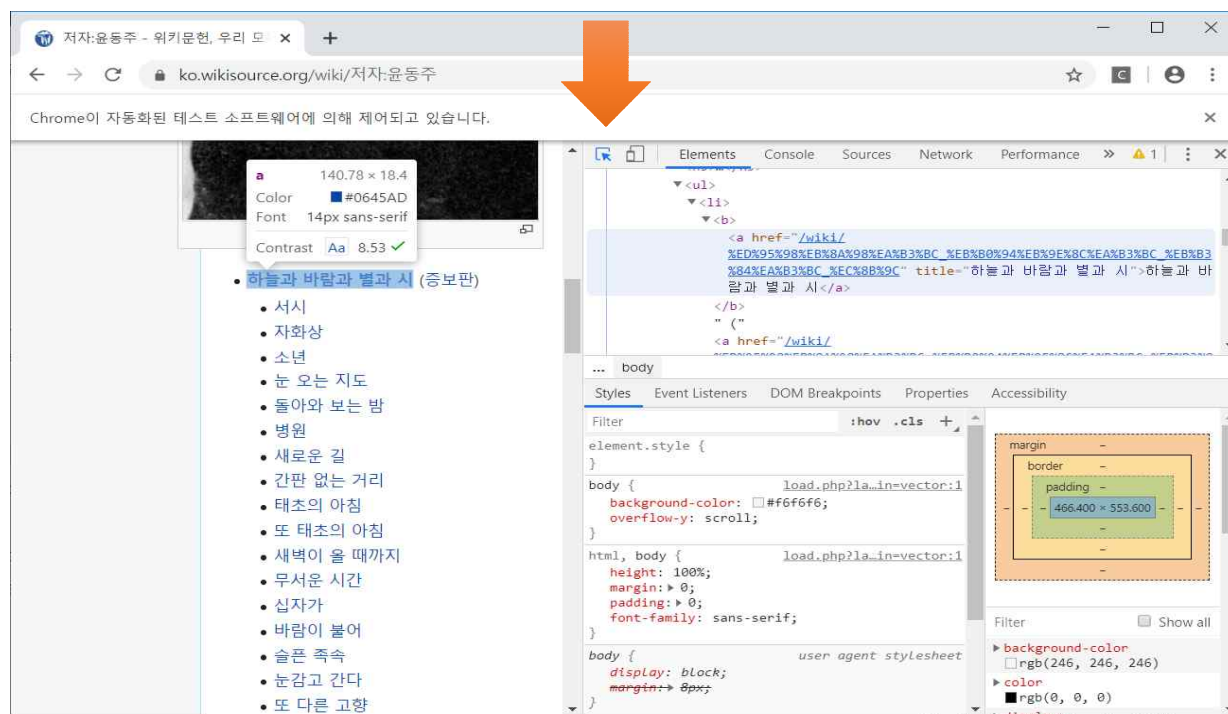 저자:윤동주 - 위키문헌, 우리 모
ko.wikisource.org/wiki/저자:윤동주
C
Chrome이 자동화된 테스트 소프트웨어에 의해 제어되고 있습니다.
a 140.78 × 18.4
Color #0645AD
Font 14px sans-serif
Contrast Aa 8.53
하늘과 바람과 별과 시 (증보판)
서시
자화상
소년
눈 오는 지도
돌아와 보는 밤
병원
새로운 길
간판 없는 거리
태초의 아침
또 태초의 아침
새벽이 올 때까지
무서운 시간
십자가
바람이 불어
슬픈 족속
눈감고 간다
또 다른 고향
Elements Console Sources Network Performance » 1
<ul>
<li>
<b>
<a href="/wiki/
%ED%95%98%EB%8A%98%EA%B3%BC_%EB%B0%94%EB%9E%8C%EA%B3%BC_%EB%B3
%84%EA%B3%BC_%EC%8B%9C" title="하늘과 바람과 별과 시">하늘과 바
람과 별과 시</a>
</b>
" ("
<a href="/wiki/
... body
Styles Event Listeners DOM Breakpoints Properties Accessibility
Filter :hov .cls +
element.style {
}
body { load.php?la…in=vector:1
background-color: #f6f6f6;
overflow-y: scroll;
}
html, body { load.php?la…in=vector:1
height: 100%;
margin: 0;
padding: 0;
font-family: sans-serif;
}
body { user agent stylesheet
display: block;
margin: 8px;
}
margin -
border -
padding -
- - - 466.400 × 553.600 - - -
-
-
-
Filter Show all
background-color
rgb(246, 246, 246)
color
rgb(0, 0, 0)